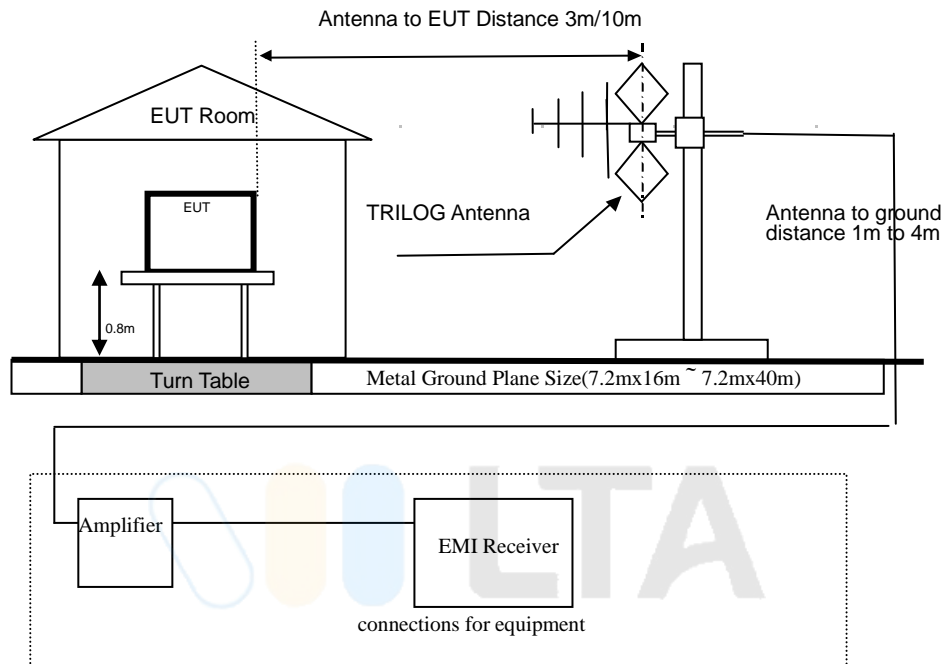 Antenna to EUT Distance 3m/10m
EUT Room
EUT
TRILOG Antenna
Antenna to ground
distance 1m to 4m
0.8m
Turn Table
Metal Ground Plane Size(7.2mx16m ~ 7.2mx40m)
LTA
Amplifier
EMI Receiver
connections for equipment